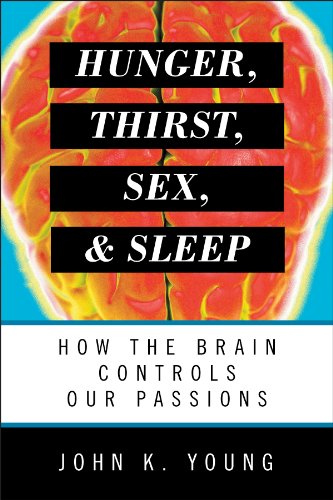 HUNGER,
THIRST,
SEX,
& SLEEP
HOW THE BRAIN
CONTROLS
OUR PASSIONS
JOHN K. YOUNG